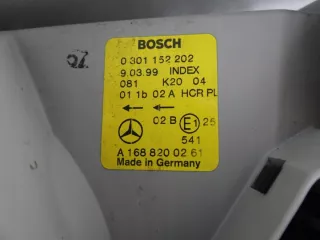 BOSCH
0 301 152 202
9.03.99 INDEX
081 K20 04
01 1b 02 A HCR PL
02 B E1 25
541
A 168 820 02 61
Made in Germany